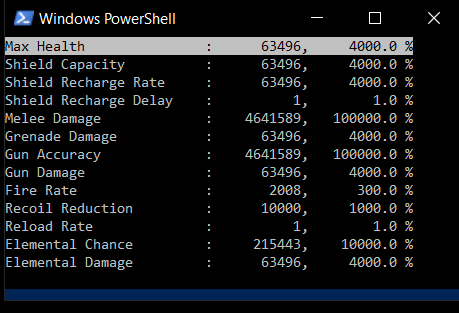 Windows PowerShell
Max Health : 63496, 4000.0 %
Shield Capacity : 63496, 4000.0 %
Shield Recharge Rate : 63496, 4000.0 %
Shield Recharge Delay : 1, 1.0 %
Melee Damage : 4641589, 100000.0 %
Grenade Damage : 63496, 4000.0 %
Gun Accuracy : 4641589, 100000.0 %
Gun Damage : 63496, 4000.0 %
Fire Rate : 2008, 300.0 %
Recoil Reduction : 10000, 1000.0 %
Reload Rate : 1, 1.0 %
Elemental Chance : 215443, 10000.0 %
Elemental Damage : 63496, 4000.0 %